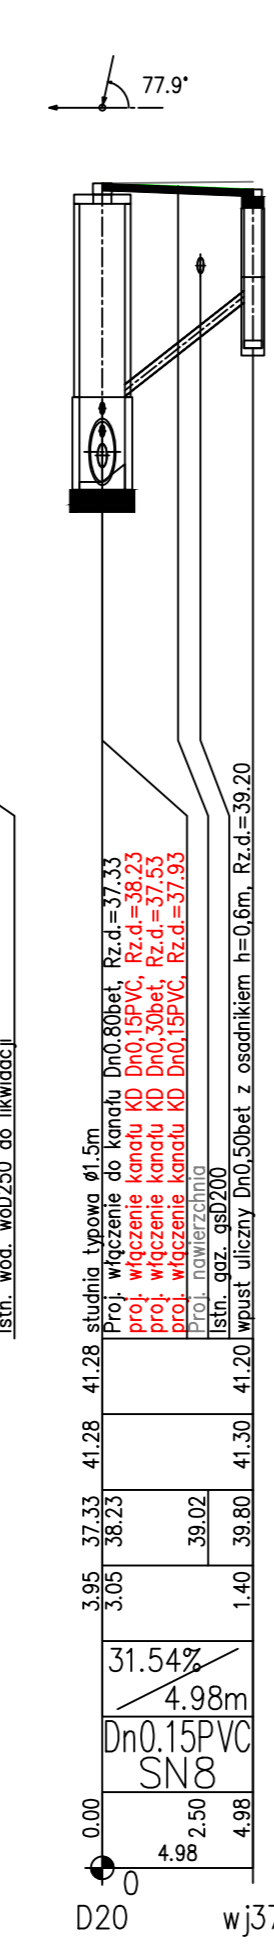 77.9°
Istn. wod. woD250 do likwidacji
studnia typowa ø1.5m
Proj. włączenie do kanału Dn0.80bet, Rz.d.=37.33
proj. włączenie kanału KD Dn0,15PVC, Rz.d.=38.23
proj. włączenie kanału KD Dn0,30bet, Rz.d.=37.53
proj. włączenie kanału KD Dn0,15PVC, Rz.d.=37.93
Proj. nawierzchnia
Istn. gaz. gsD200
wpust uliczny Dn0,50bet z osadnikiem h=0,6m, Rz.d.=39.20
41.28 41.20
41.28 41.30
37.33 38.23 39.02 39.80
3.95 3.05 1.40
31.54%
4.98m
Dn0.15PVC
SN8
0.00 2.50 4.98
4.98
0
D20 wj37